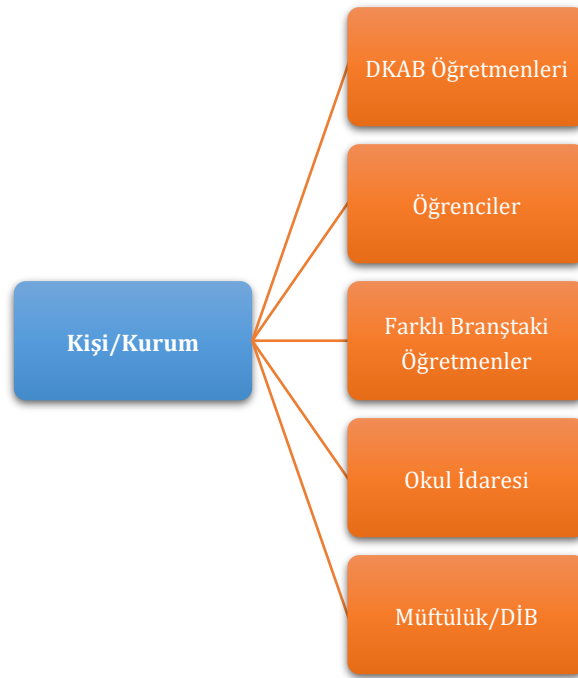 DKAB Öğretmenleri
Öğrenciler
Kişi/Kurum
Farklı Branştaki
Öğretmenler
Okul İdaresi
Müftülük/DİB